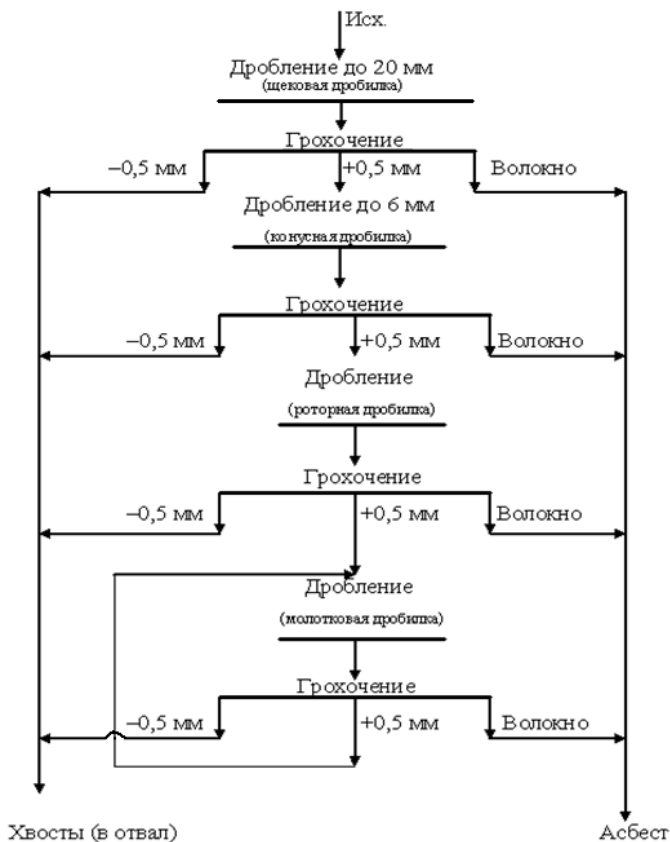 Исх.
Дробление до 20 мм
(щековая дробилка)
Грохочение
−0,5 мм +0,5 мм Волокно
Дробление до 6 мм
(конусная дробилка)
Грохочение
−0,5 мм +0,5 мм Волокно
Дробление
(роторная дробилка)
Грохочение
−0,5 мм +0,5 мм Волокно
Дробление
(молотковая дробилка)
Грохочение
−0,5 мм +0,5 мм Волокно
Хвосты (в отвал) Асбест